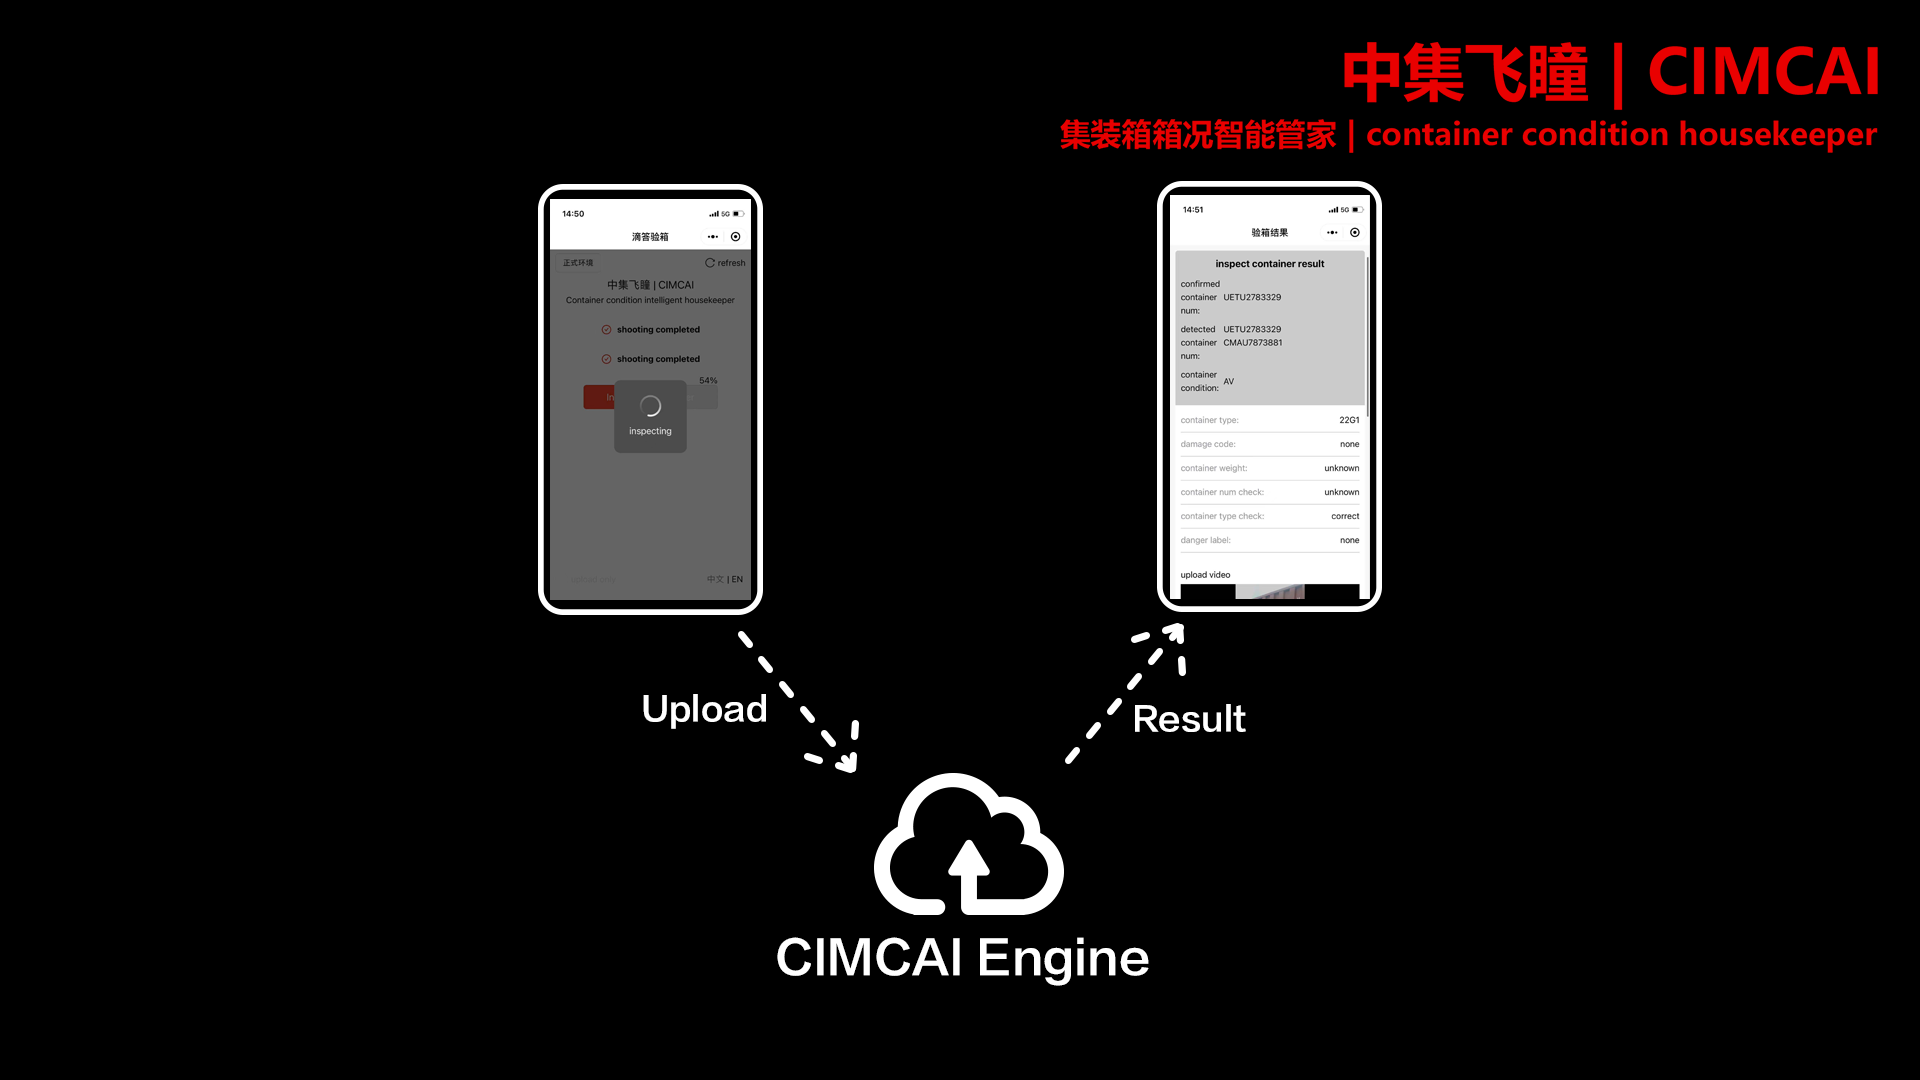 中集飞瞳 | CIMCAI
集装箱箱况智能管家 | container condition housekeeper
14:50
5G
滴答验箱
正式环境
refresh
中集飞瞳 | CIMCAI
Container condition intelligent housekeeper
shooting completed
shooting completed
54%
In
inspecting
中文 | EN
14:51
5G
验箱结果
inspect container result
confirmed container num: UETU2783329
detected container num: UETU2783329 CMAU7873881
container condition: AV
container type: 22G1
damage code: none
container weight: unknown
container num check: unknown
container type check: correct
danger label: none
upload video
Upload
Result
CIMCAI Engine